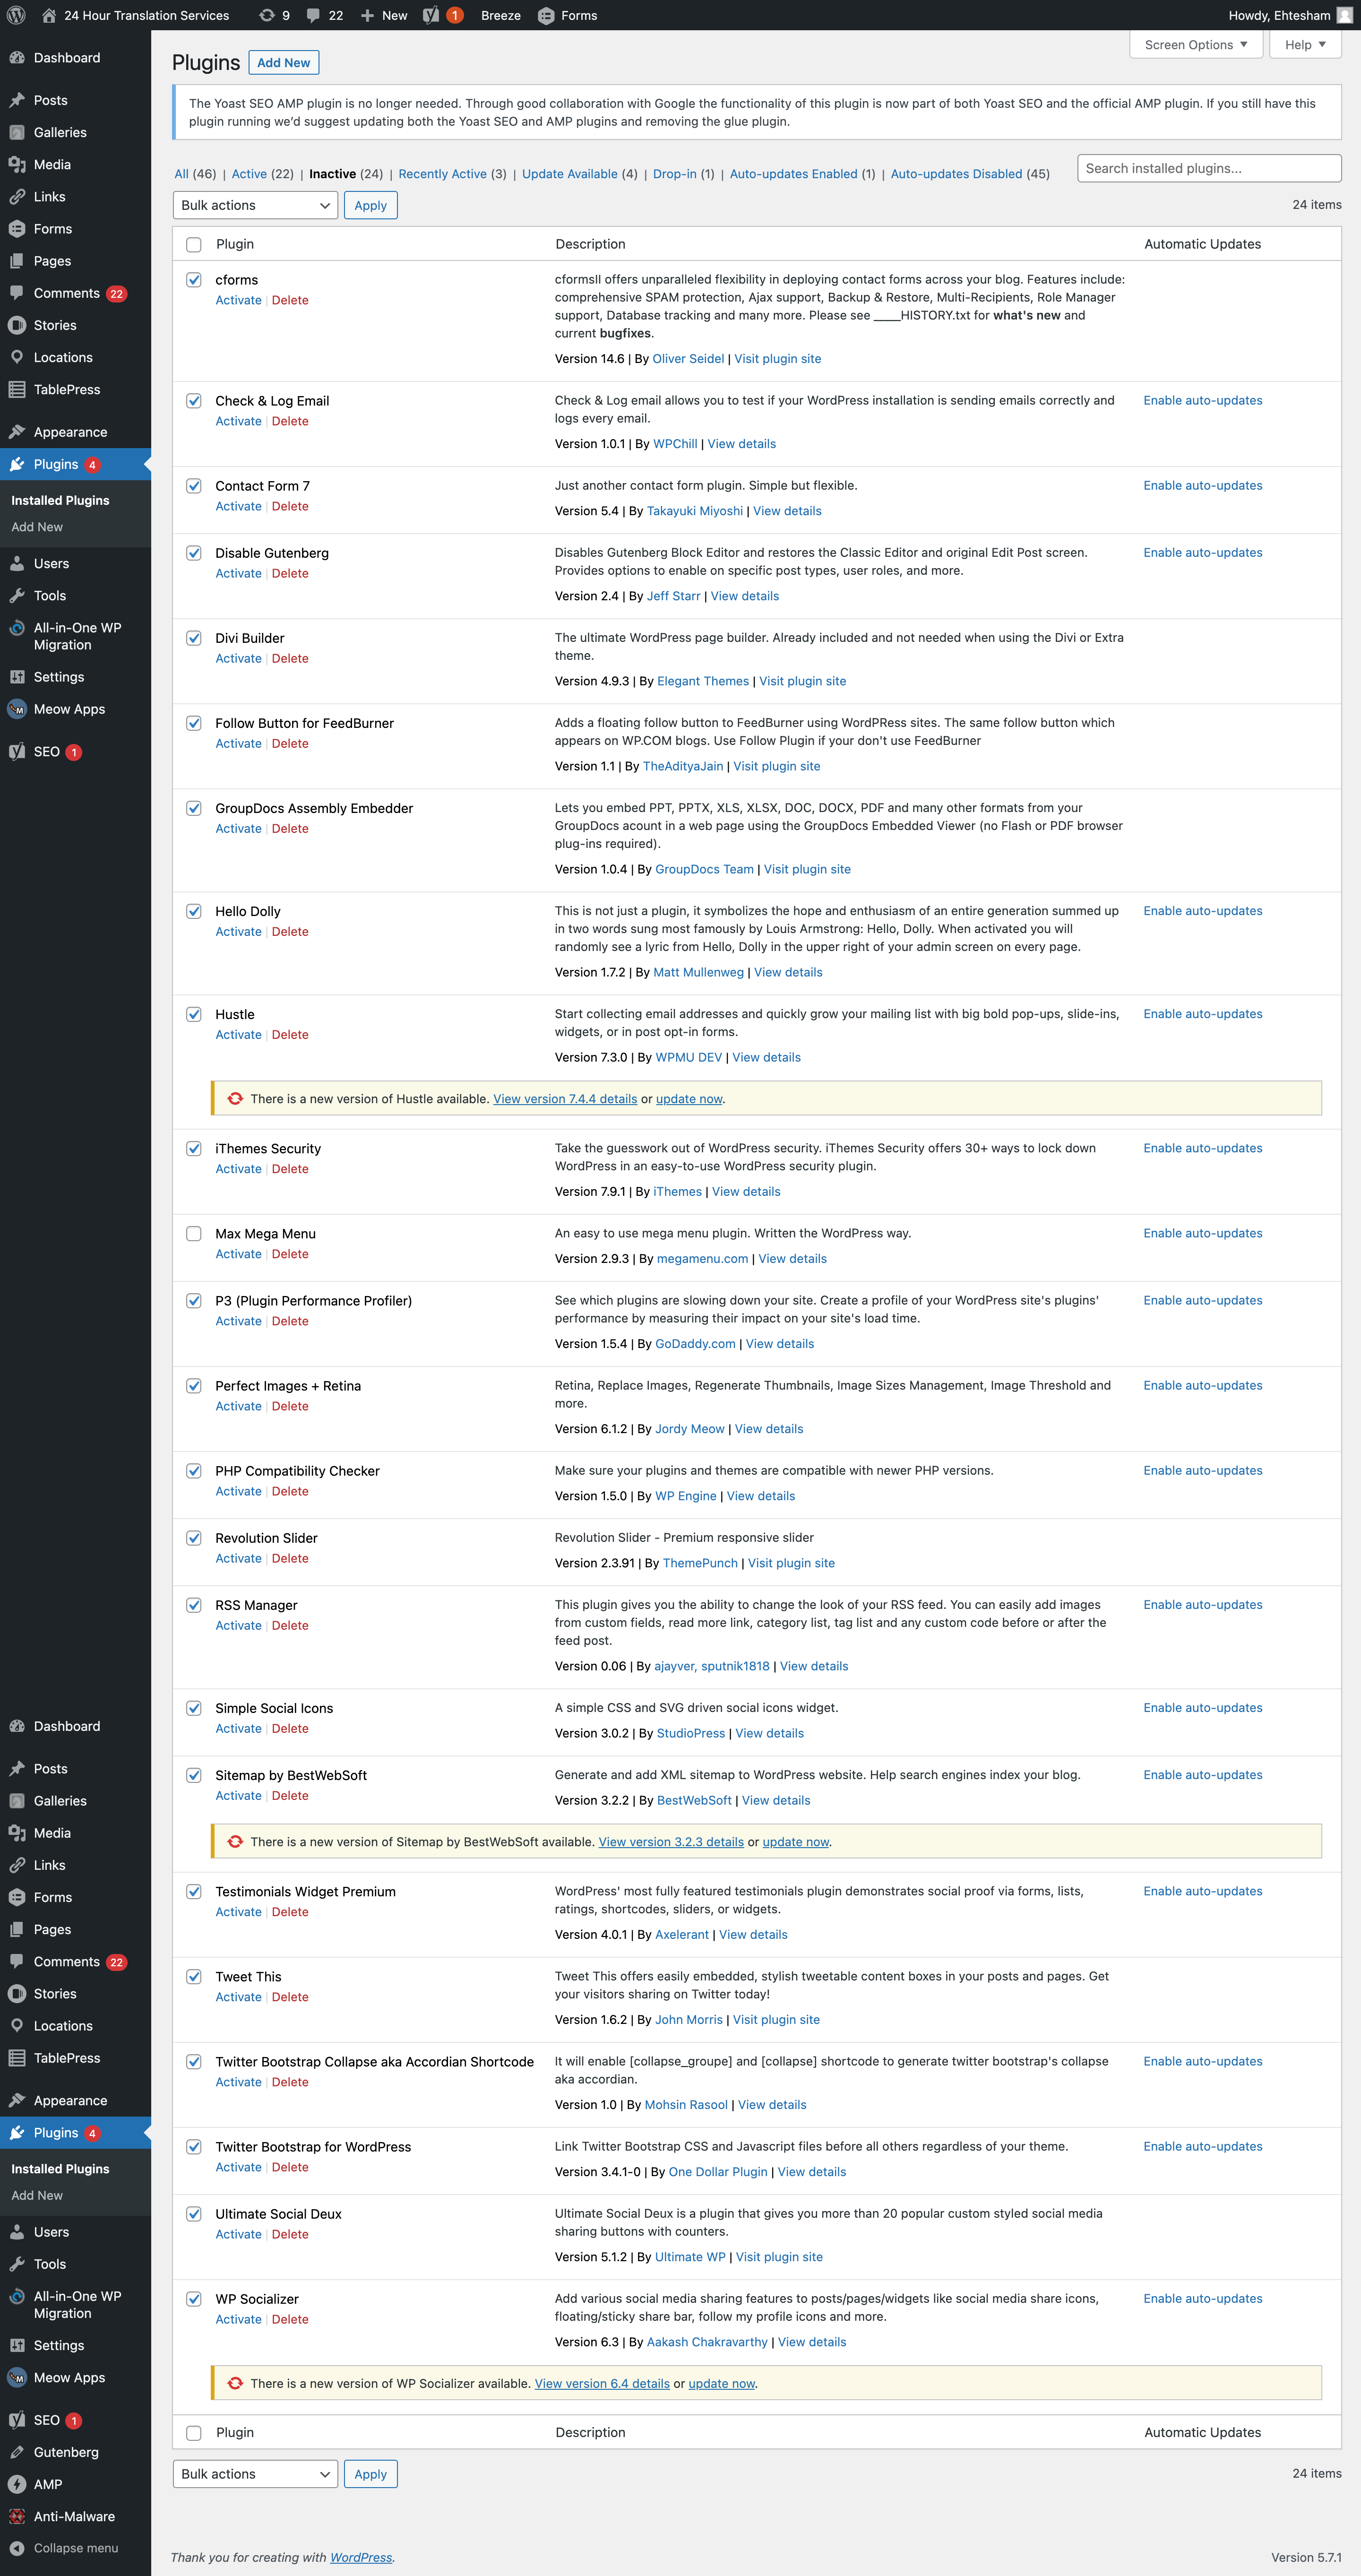 24 Hour Translation Services 9 22 New 1 Breeze Forms Howdy, Ehtesham
Screen Options Help
Dashboard
Posts
Galleries
Media
Links
Forms
Pages
Comments 22
Stories
Locations
TablePress
Appearance
Plugins 4
Installed Plugins
Add New
Users
Tools
All-in-One WP
Migration
Settings
Meow Apps
SEO 1
Plugins Add New
The Yoast SEO AMP plugin is no longer needed. Through good collaboration with Google the functionality of this plugin is now part of both Yoast SEO and the official AMP plugin. If you still have this
plugin running we'd suggest updating both the Yoast SEO and AMP plugins and removing the glue plugin.
All (46) | Active (22) | Inactive (24) | Recently Active (3) | Update Available (4) | Drop-in (1) | Auto-updates Enabled (1) | Auto-updates Disabled (45)
Search installed plugins...
Bulk actions Apply 24 items
Plugin Description Automatic Updates
cforms
Activate | Delete
cformsII offers unparalleled flexibility in deploying contact forms across your blog. Features include:
comprehensive SPAM protection, Ajax support, Backup & Restore, Multi-Recipients, Role Manager
support, Database tracking and many more. Please see ____HISTORY.txt for what's new and
current bugfixes.
Version 14.6 | By Oliver Seidel | Visit plugin site
Check & Log Email
Activate | Delete
Check & Log email allows you to test if your WordPress installation is sending emails correctly and
logs every email.
Version 1.0.1 | By WPChill | View details
Enable auto-updates
Contact Form 7
Activate | Delete
Just another contact form plugin. Simple but flexible.
Version 5.4 | By Takayuki Miyoshi | View details
Enable auto-updates
Disable Gutenberg
Activate | Delete
Disables Gutenberg Block Editor and restores the Classic Editor and original Edit Post screen.
Provides options to enable on specific post types, user roles, and more.
Version 2.4 | By Jeff Starr | View details
Enable auto-updates
Divi Builder
Activate | Delete
The ultimate WordPress page builder. Already included and not needed when using the Divi or Extra
theme.
Version 4.9.3 | By Elegant Themes | Visit plugin site
Follow Button for FeedBurner
Activate | Delete
Adds a floating follow button to FeedBurner using WordPRess sites. The same follow button which
appears on WP.COM blogs. Use Follow Plugin if your don't use FeedBurner
Version 1.1 | By TheAdityaJain | Visit plugin site
GroupDocs Assembly Embedder
Activate | Delete
Lets you embed PPT, PPTX, XLS, XLSX, DOC, DOCX, PDF and many other formats from your
GroupDocs acount in a web page using the GroupDocs Embedded Viewer (no Flash or PDF browser
plug-ins required).
Version 1.0.4 | By GroupDocs Team | Visit plugin site
Hello Dolly
Activate | Delete
This is not just a plugin, it symbolizes the hope and enthusiasm of an entire generation summed up
in two words sung most famously by Louis Armstrong: Hello, Dolly. When activated you will
randomly see a lyric from Hello, Dolly in the upper right of your admin screen on every page.
Version 1.7.2 | By Matt Mullenweg | View details
Enable auto-updates
Hustle
Activate | Delete
Start collecting email addresses and quickly grow your mailing list with big bold pop-ups, slide-ins,
widgets, or in post opt-in forms.
Version 7.3.0 | By WPMU DEV | View details
Enable auto-updates
There is a new version of Hustle available. View version 7.4.4 details or update now.
iThemes Security
Activate | Delete
Take the guesswork out of WordPress security. iThemes Security offers 30+ ways to lock down
WordPress in an easy-to-use WordPress security plugin.
Version 7.9.1 | By iThemes | View details
Enable auto-updates
Max Mega Menu
Activate | Delete
An easy to use mega menu plugin. Written the WordPress way.
Version 2.9.3 | By megamenu.com | View details
Enable auto-updates
P3 (Plugin Performance Profiler)
Activate | Delete
See which plugins are slowing down your site. Create a profile of your WordPress site's plugins'
performance by measuring their impact on your site's load time.
Version 1.5.4 | By GoDaddy.com | View details
Enable auto-updates
Perfect Images + Retina
Activate | Delete
Retina, Replace Images, Regenerate Thumbnails, Image Sizes Management, Image Threshold and
more.
Version 6.1.2 | By Jordy Meow | View details
Enable auto-updates
PHP Compatibility Checker
Activate | Delete
Make sure your plugins and themes are compatible with newer PHP versions.
Version 1.5.0 | By WP Engine | View details
Enable auto-updates
Revolution Slider
Activate | Delete
Revolution Slider - Premium responsive slider
Version 2.3.91 | By ThemePunch | Visit plugin site
RSS Manager
Activate | Delete
This plugin gives you the ability to change the look of your RSS feed. You can easily add images
from custom fields, read more link, category list, tag list and any custom code before or after the
feed post.
Version 0.06 | By ajayver, sputnik1818 | View details
Enable auto-updates
Simple Social Icons
Activate | Delete
A simple CSS and SVG driven social icons widget.
Version 3.0.2 | By StudioPress | View details
Enable auto-updates
Sitemap by BestWebSoft
Activate | Delete
Generate and add XML sitemap to WordPress website. Help search engines index your blog.
Version 3.2.2 | By BestWebSoft | View details
Enable auto-updates
There is a new version of Sitemap by BestWebSoft available. View version 3.2.3 details or update now.
Testimonials Widget Premium
Activate | Delete
WordPress' most fully featured testimonials plugin demonstrates social proof via forms, lists,
ratings, shortcodes, sliders, or widgets.
Version 4.0.1 | By Axelerant | View details
Enable auto-updates
Tweet This
Activate | Delete
Tweet This offers easily embedded, stylish tweetable content boxes in your posts and pages. Get
your visitors sharing on Twitter today!
Version 1.6.2 | By John Morris | Visit plugin site
Twitter Bootstrap Collapse aka Accordian Shortcode
Activate | Delete
It will enable [collapse_groupe] and [collapse] shortcode to generate twitter bootstrap's collapse
aka accordian.
Version 1.0 | By Mohsin Rasool | View details
Enable auto-updates
Twitter Bootstrap for WordPress
Activate | Delete
Link Twitter Bootstrap CSS and Javascript files before all others regardless of your theme.
Version 3.4.1-0 | By One Dollar Plugin | View details
Enable auto-updates
Ultimate Social Deux
Activate | Delete
Ultimate Social Deux is a plugin that gives you more than 20 popular custom styled social media
sharing buttons with counters.
Version 5.1.2 | By Ultimate WP | Visit plugin site
WP Socializer
Activate | Delete
Add various social media sharing features to posts/pages/widgets like social media share icons,
floating/sticky share bar, follow my profile icons and more.
Version 6.3 | By Aakash Chakravarthy | View details
Enable auto-updates
There is a new version of WP Socializer available. View version 6.4 details or update now.
Plugin Description Automatic Updates
Bulk actions Apply 24 items
Dashboard
Posts
Galleries
Media
Links
Forms
Pages
Comments 22
Stories
Locations
TablePress
Appearance
Plugins 4
Installed Plugins
Add New
Users
Tools
All-in-One WP
Migration
Settings
Meow Apps
SEO 1
Gutenberg
AMP
Anti-Malware
Collapse menu
Thank you for creating with WordPress. Version 5.7.1